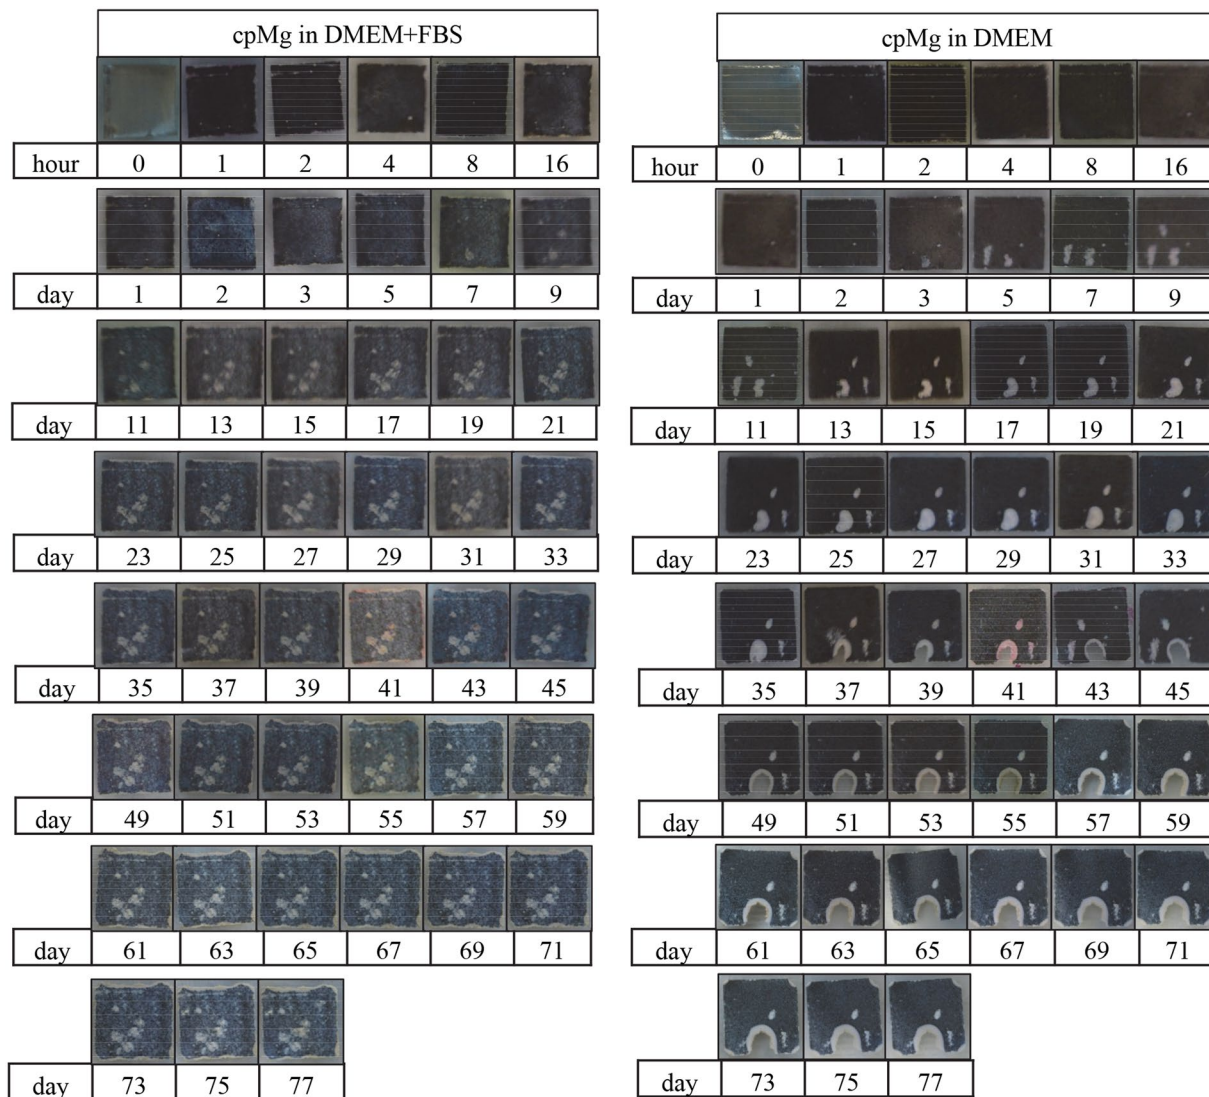 cpMg in DMEM+FBS
hour 0 1 2 4 8 16
day 1 2 3 5 7 9
day 11 13 15 17 19 21
day 23 25 27 29 31 33
day 35 37 39 41 43 45
day 49 51 53 55 57 59
day 61 63 65 67 69 71
day 73 75 77
cpMg in DMEM
hour 0 1 2 4 8 16
day 1 2 3 5 7 9
day 11 13 15 17 19 21
day 23 25 27 29 31 33
day 35 37 39 41 43 45
day 49 51 53 55 57 59
day 61 63 65 67 69 71
day 73 75 77